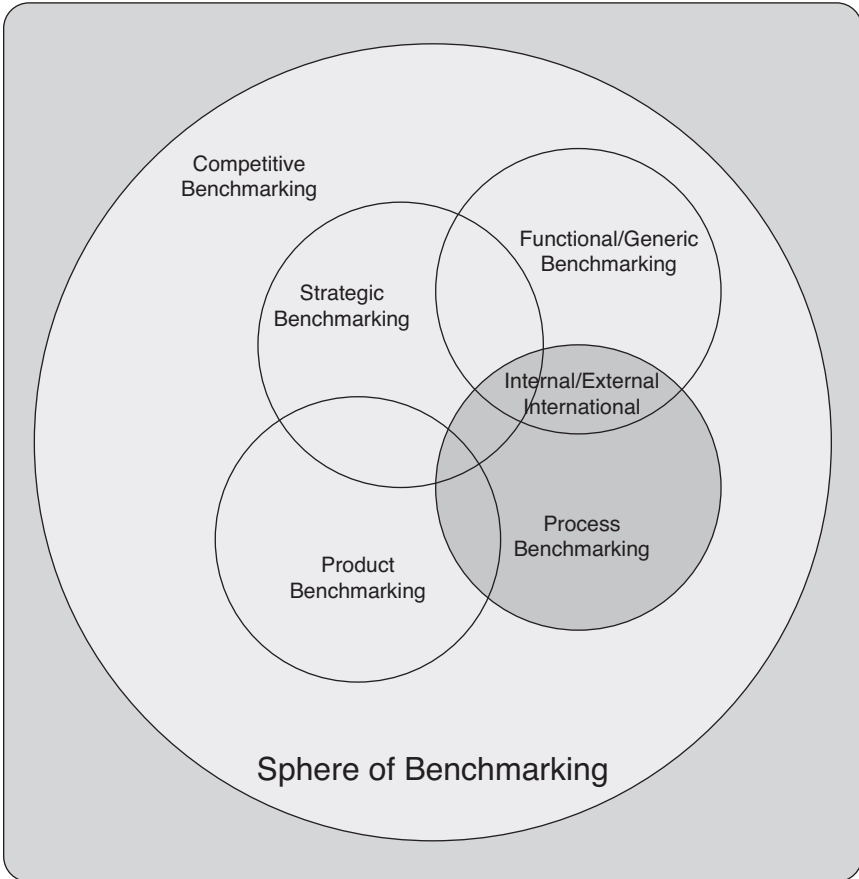 Competitive
Benchmarking
Functional/Generic
Benchmarking
Strategic
Benchmarking
Internal/External
International
Process
Benchmarking
Product
Benchmarking
Sphere of Benchmarking